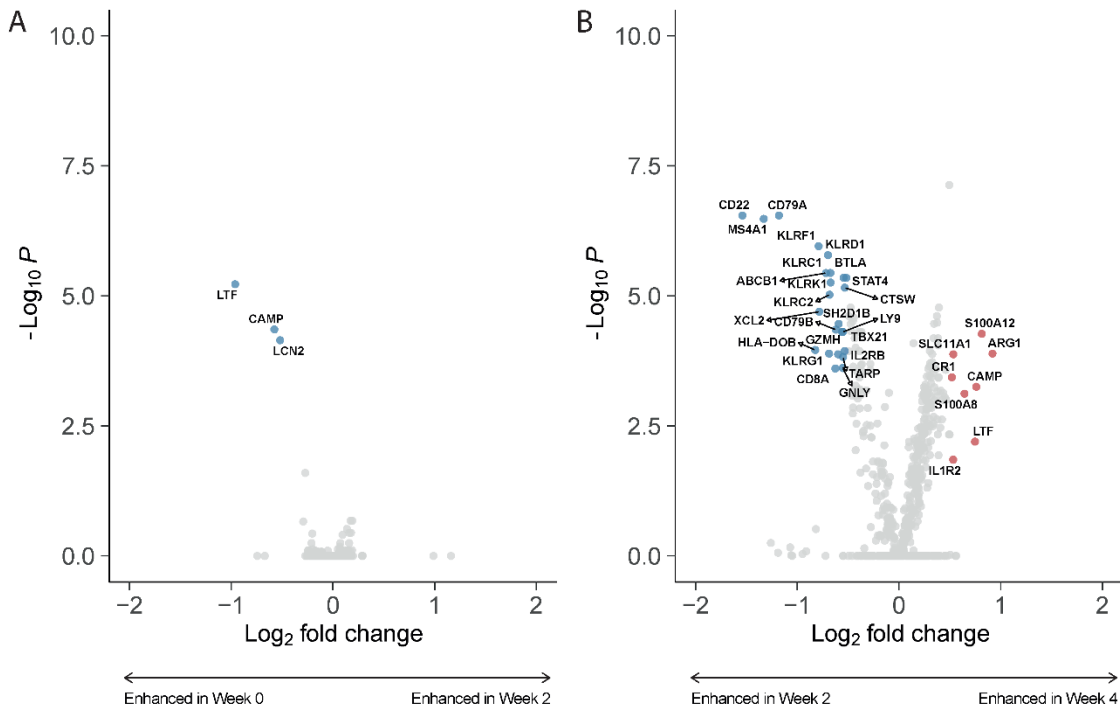 A
10.0
7.5
5.0
2.5
0.0
-Log10 P
LTF
CAMP
LCN2
−2 −1 0 1 2
Log2 fold change
Enhanced in Week 0 Enhanced in Week 2
B
10.0
7.5
5.0
2.5
0.0
-Log10 P
CD22 CD79A
MS4A1
KLRF1
KLRD1
KLRC1 BTLA
ABCB1 KLRK1 STAT4
KLRC2 CTSW
XCL2 CD79B SH2D1B LY9
HLA−DOB GZMH TBX21
KLRG1 IL2RB
CD8A TARP
GNLY
S100A12
SLC11A1 ARG1
CR1 CAMP
S100A8
LTF
IL1R2
−2 −1 0 1 2
Log2 fold change
Enhanced in Week 2 Enhanced in Week 4